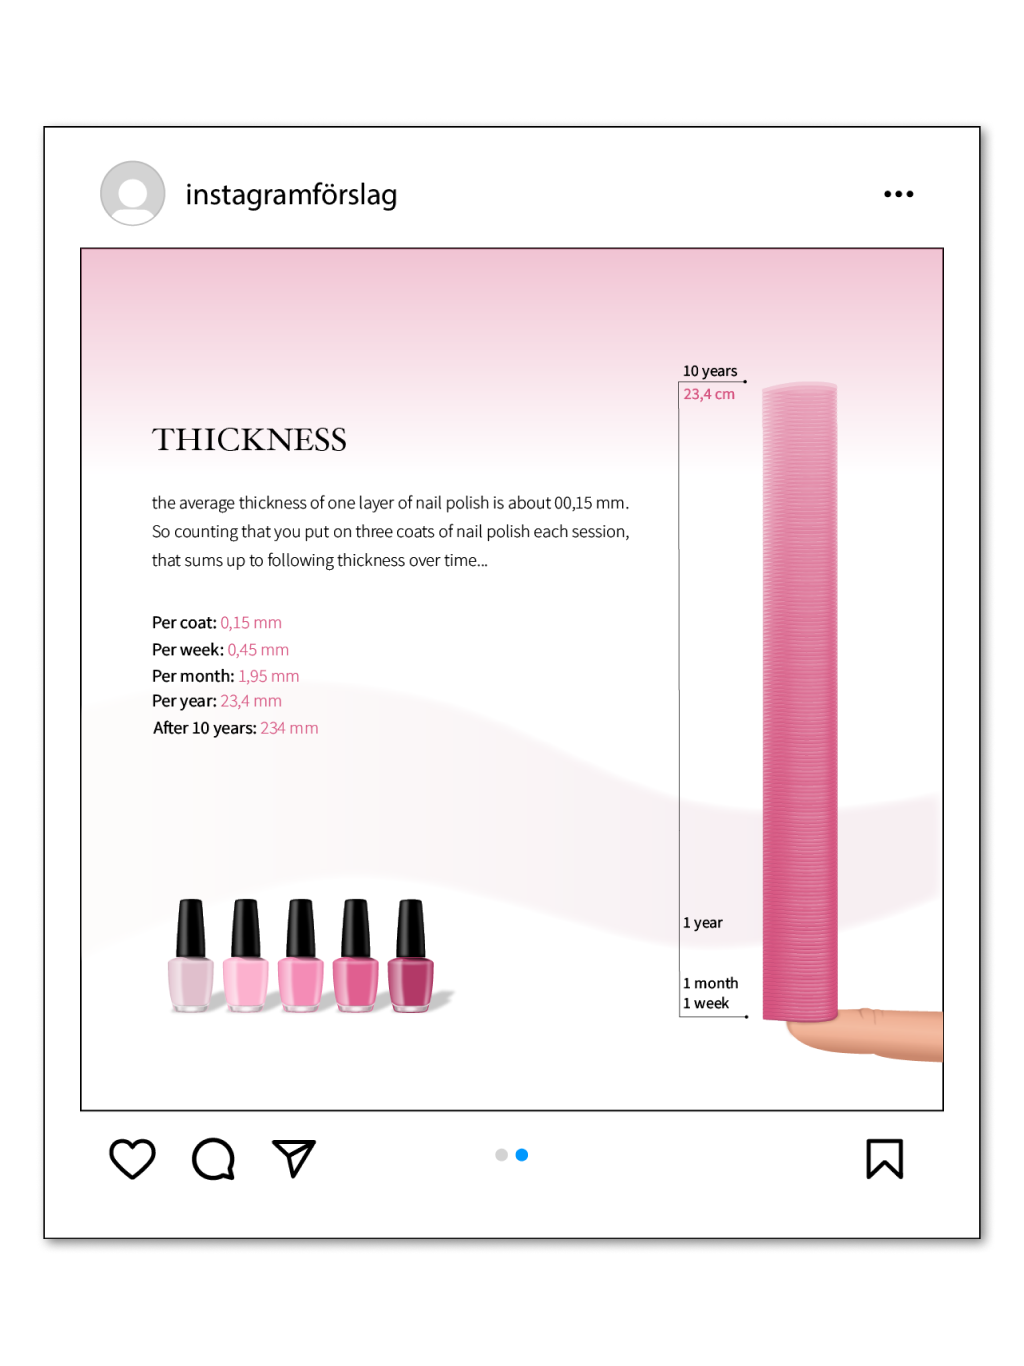 instagramförslag
THICKNESS
the average thickness of one layer of nail polish is about 00,15 mm.
So counting that you put on three coats of nail polish each session,
that sums up to following thickness over time...
Per coat: 0,15 mm
Per week: 0,45 mm
Per month: 1,95 mm
Per year: 23,4 mm
After 10 years: 234 mm
10 years
23,4 cm
1 year
1 month
1 week